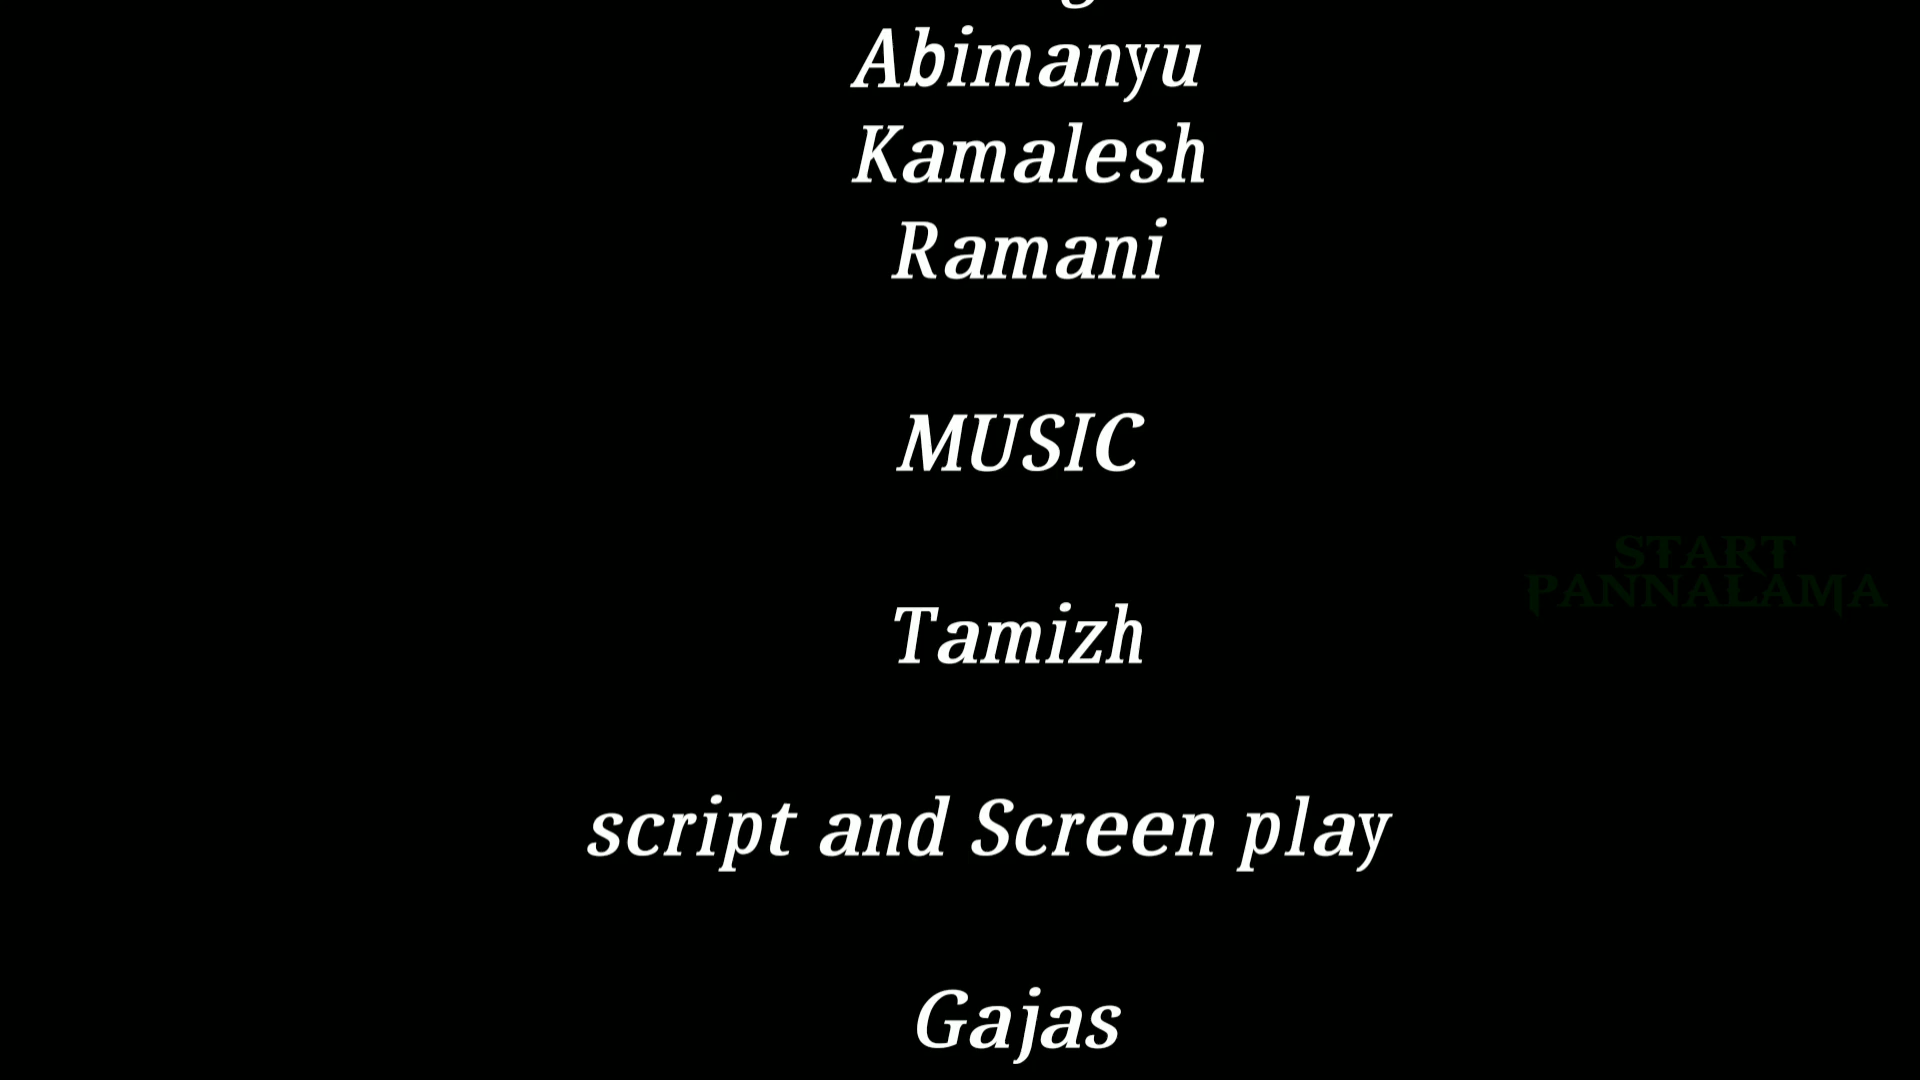 Abimanyu
Kamalesh
Ramani
MUSIC
Tamizh
START
PANNALAMA
script and Screen play
Gajas